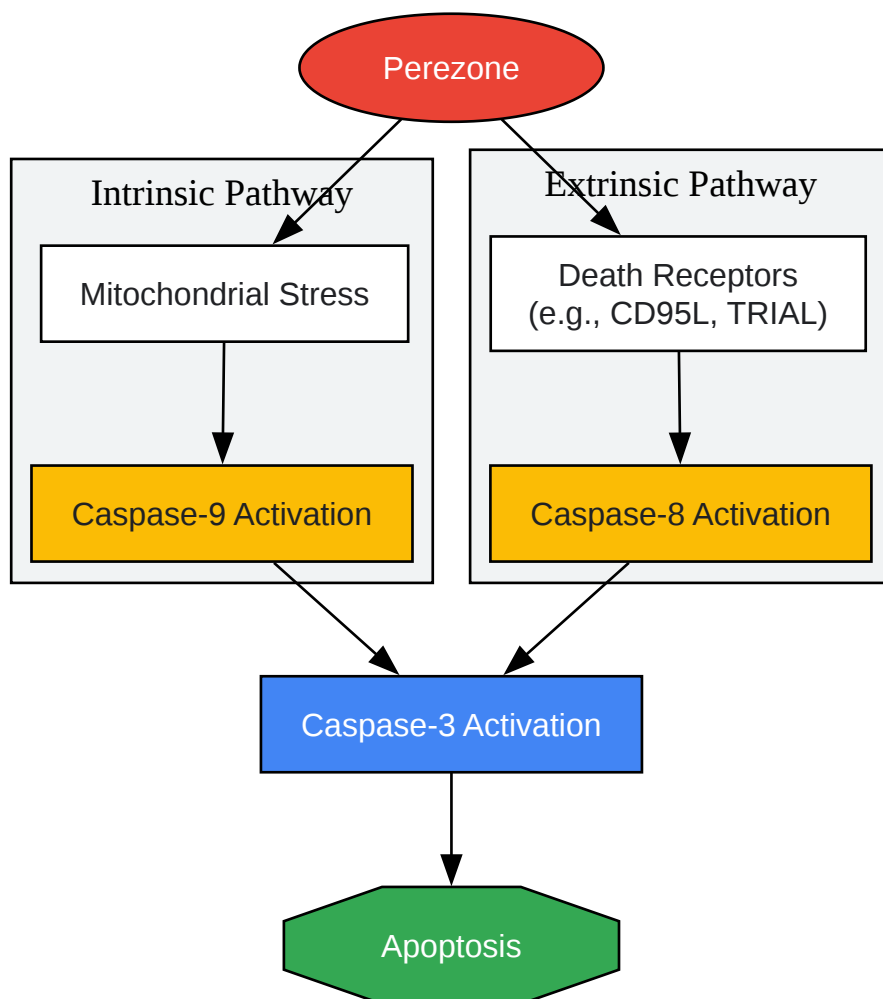 Perezone
Intrinsic Pathway
Extrinsic Pathway
Mitochondrial Stress
Death Receptors
(e.g., CD95L, TRIAL)
Caspase-9 Activation
Caspase-8 Activation
Caspase-3 Activation
Apoptosis